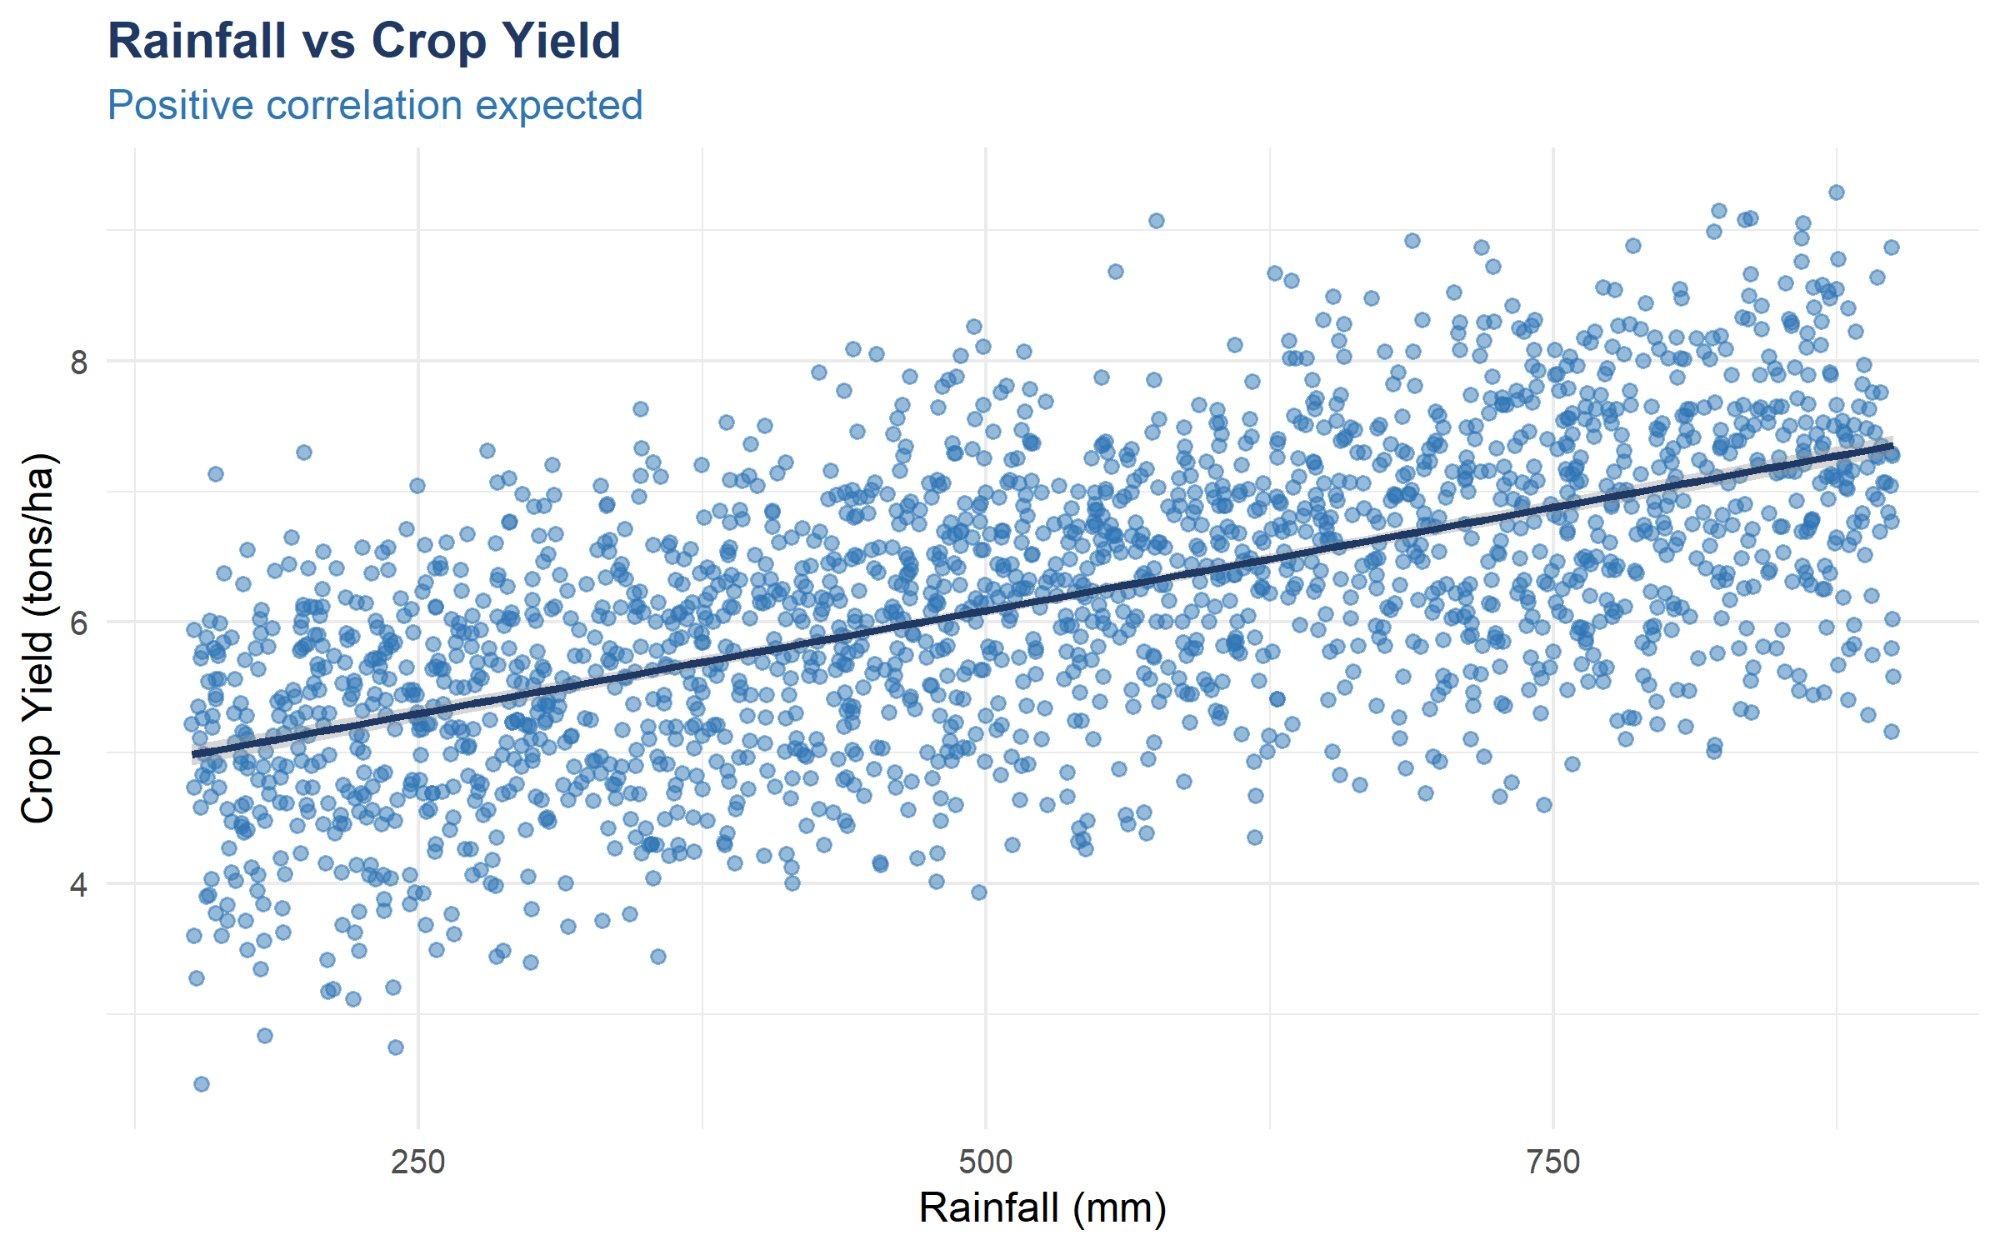 Rainfall vs Crop Yield
Positive correlation expected
Crop Yield (tons/ha)
8
6
4
250 500 750
Rainfall (mm)